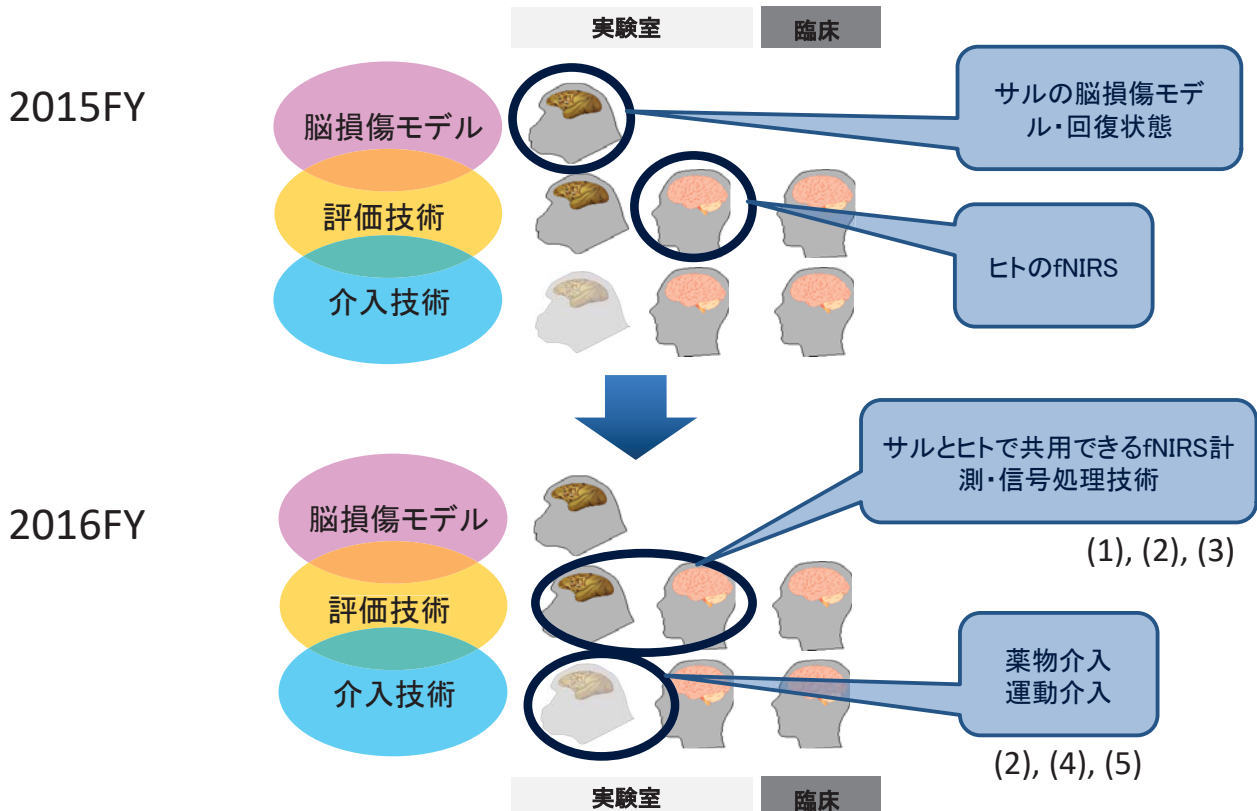 実験室
臨床
2015FY
脳損傷モデル
評価技術
介入技術
サルの脳損傷モデ
ル・回復状態
ヒトのfNIRS
2016FY
脳損傷モデル
評価技術
介入技術
サルとヒトで共用できるfNIRS計
測・信号処理技術
(1), (2), (3)
薬物介入
運動介入
(2), (4), (5)
実験室
臨床